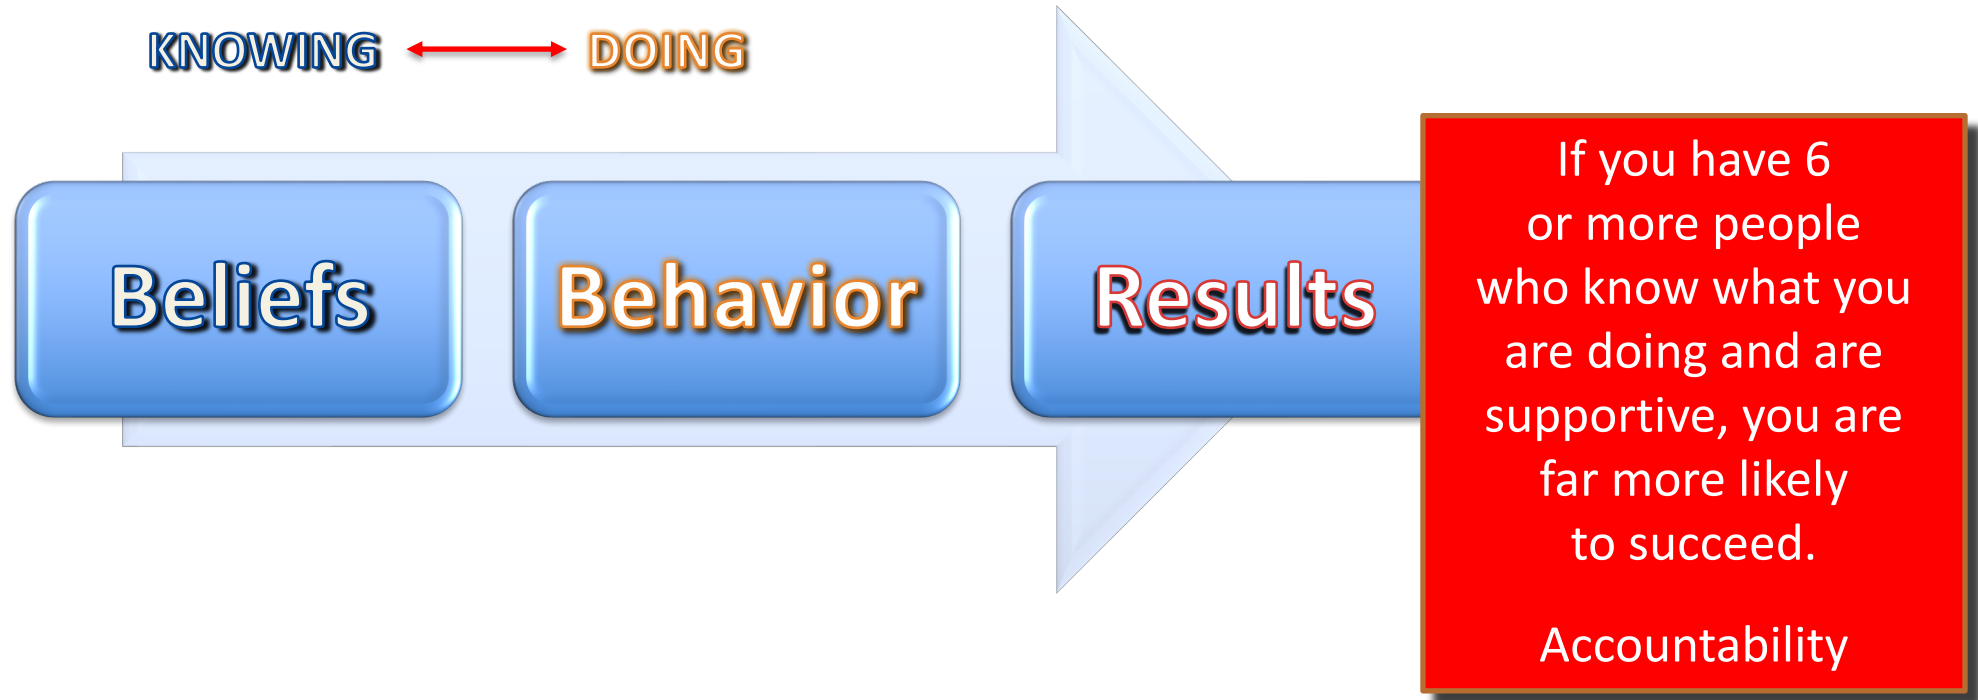 KNOWING DOING
Beliefs Behavior Results
If you have 6
or more people
who know what you
are doing and are
supportive, you are
far more likely
to succeed.
Accountability